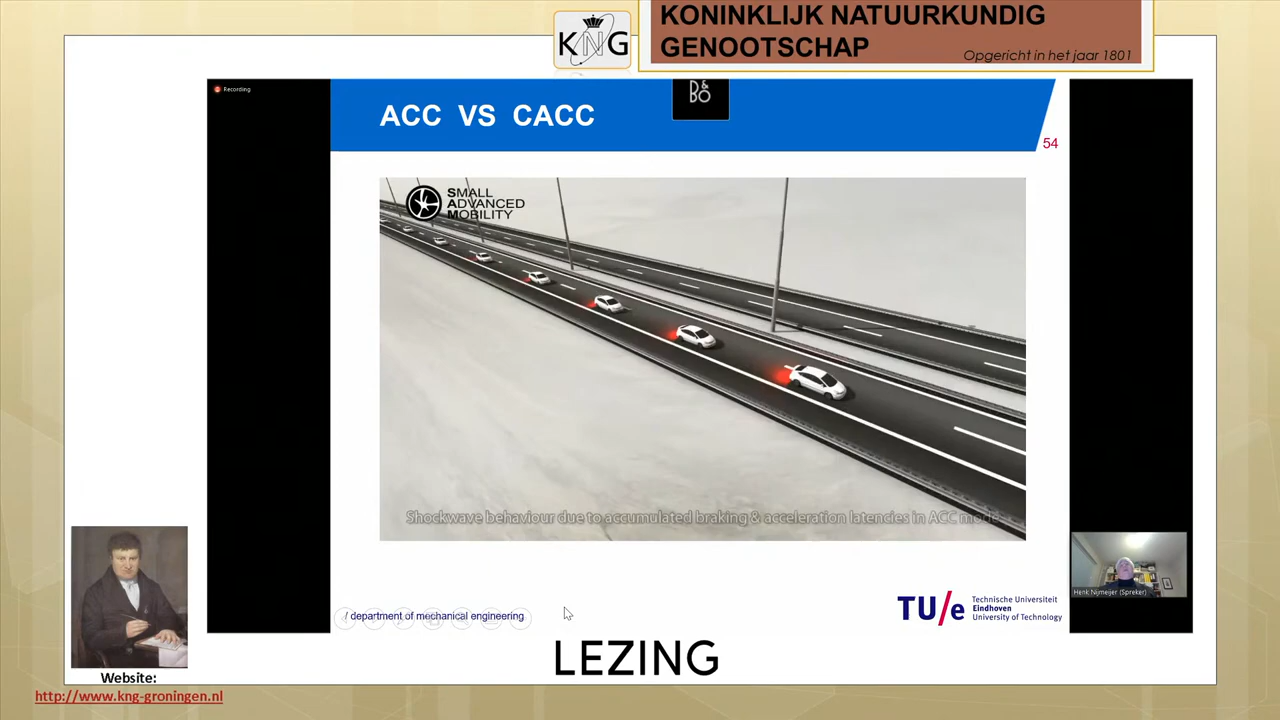 KONINKLIJK NATUURKUNDIG
GENOOTSCHAP
Opgericht in het jaar 1801
KNG
Recording
B&
BO
ACC VS CACC
54
SMALL
ADVANCED
MOBILITY
Shockwave behaviour due to accumulated braking & acceleration latencies in ACC mode
Henk Nijmeijer (Spreker)
/ department of mechanical engineering
TU/e
Technische Universiteit
Eindhoven
University of Technology
LEZING
Website:
http://www.kng-groningen.nl